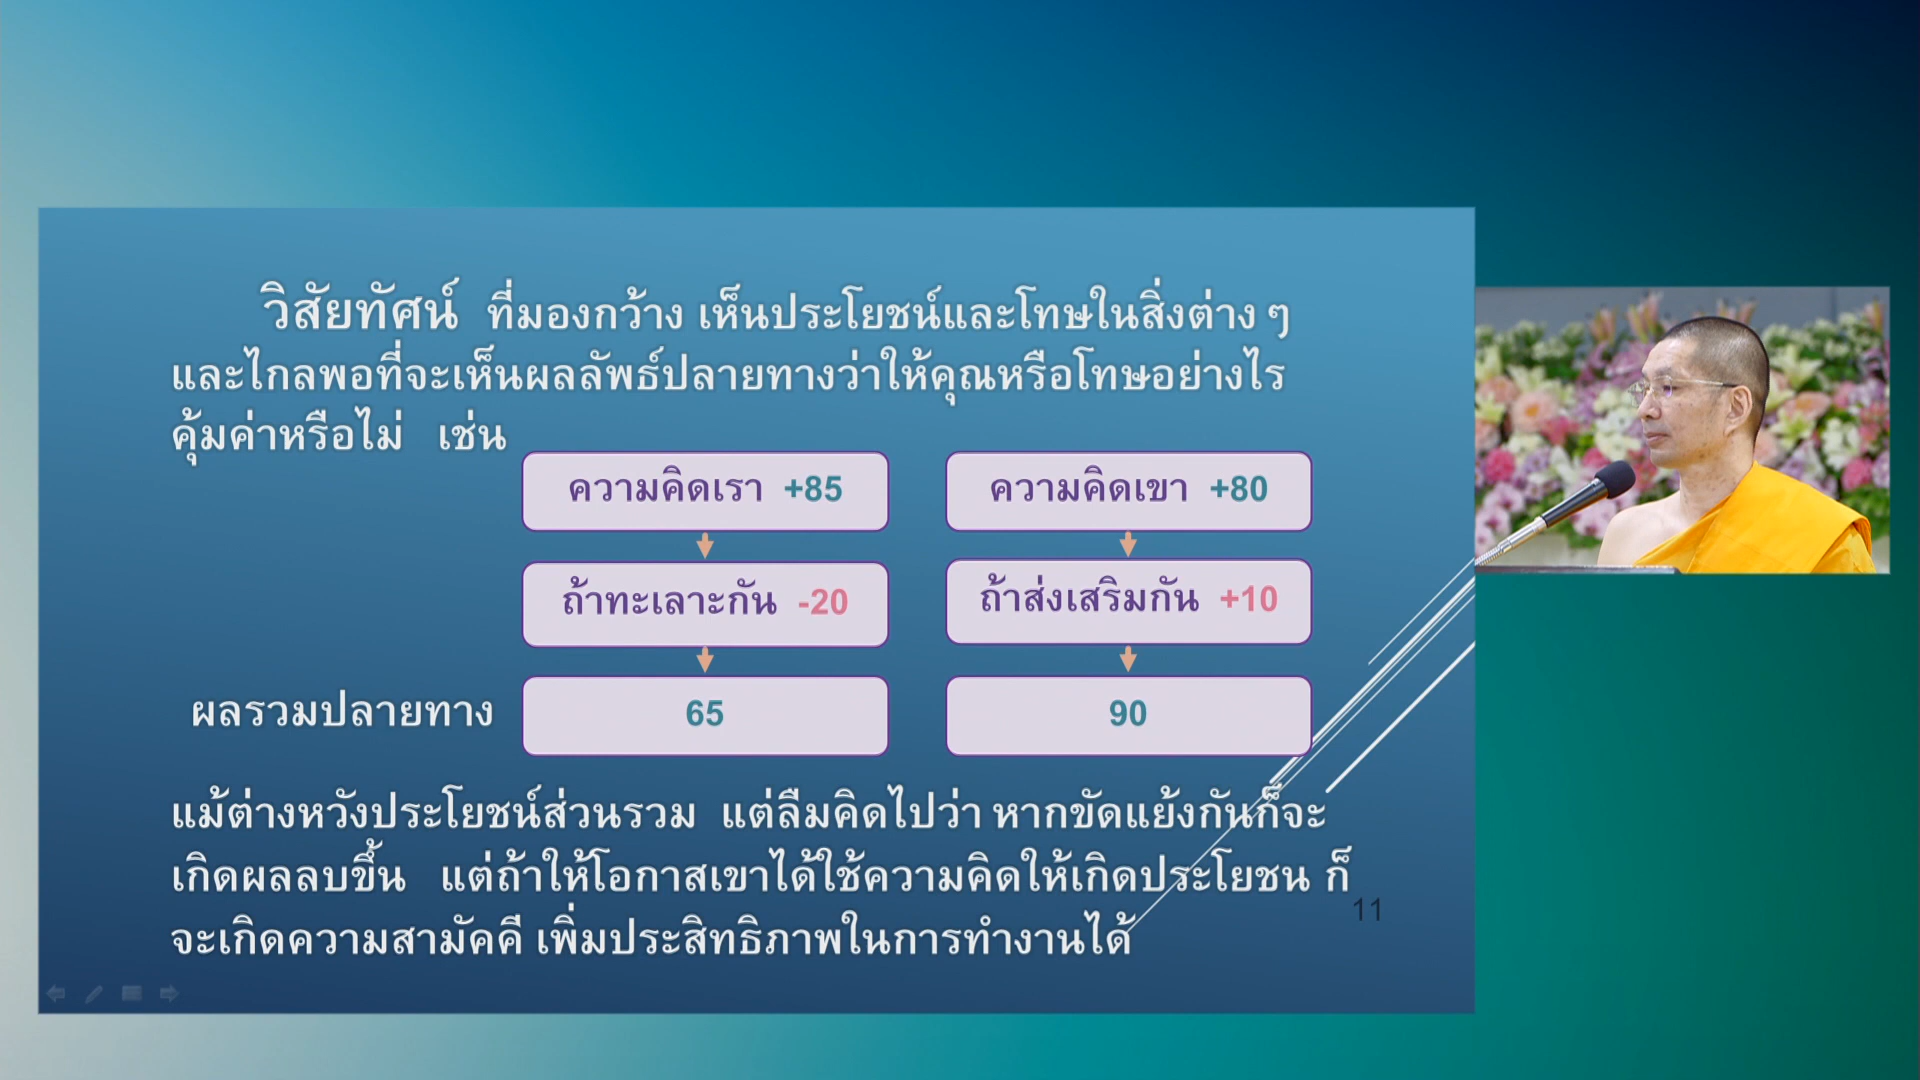 วิสัยทัศน์ ที่มองกว้าง เห็นประโยชน์และโทษในสิ่งต่าง ๆ
และไกลพอที่จะเห็นผลลัพธ์ปลายทางว่าให้คุณหรือโทษอย่างไร
คุ้มค่าหรือไม่ เช่น
ความคิดเรา +85
ความคิดเขา +80
ถ้าทะเลาะกัน -20
ถ้าส่งเสริมกัน +10
ผลรวมปลายทาง
65
90
แม้ต่างหวังประโยชน์ส่วนรวม แต่ลืมคิดไปว่า หากขัดแย้งกันก็จะ
เกิดผลลบขึ้น แต่ถ้าให้โอกาสเขาได้ใช้ความคิดให้เกิดประโยชน ก็
จะเกิดความสามัคคี เพิ่มประสิทธิภาพในการทำงานได้
11